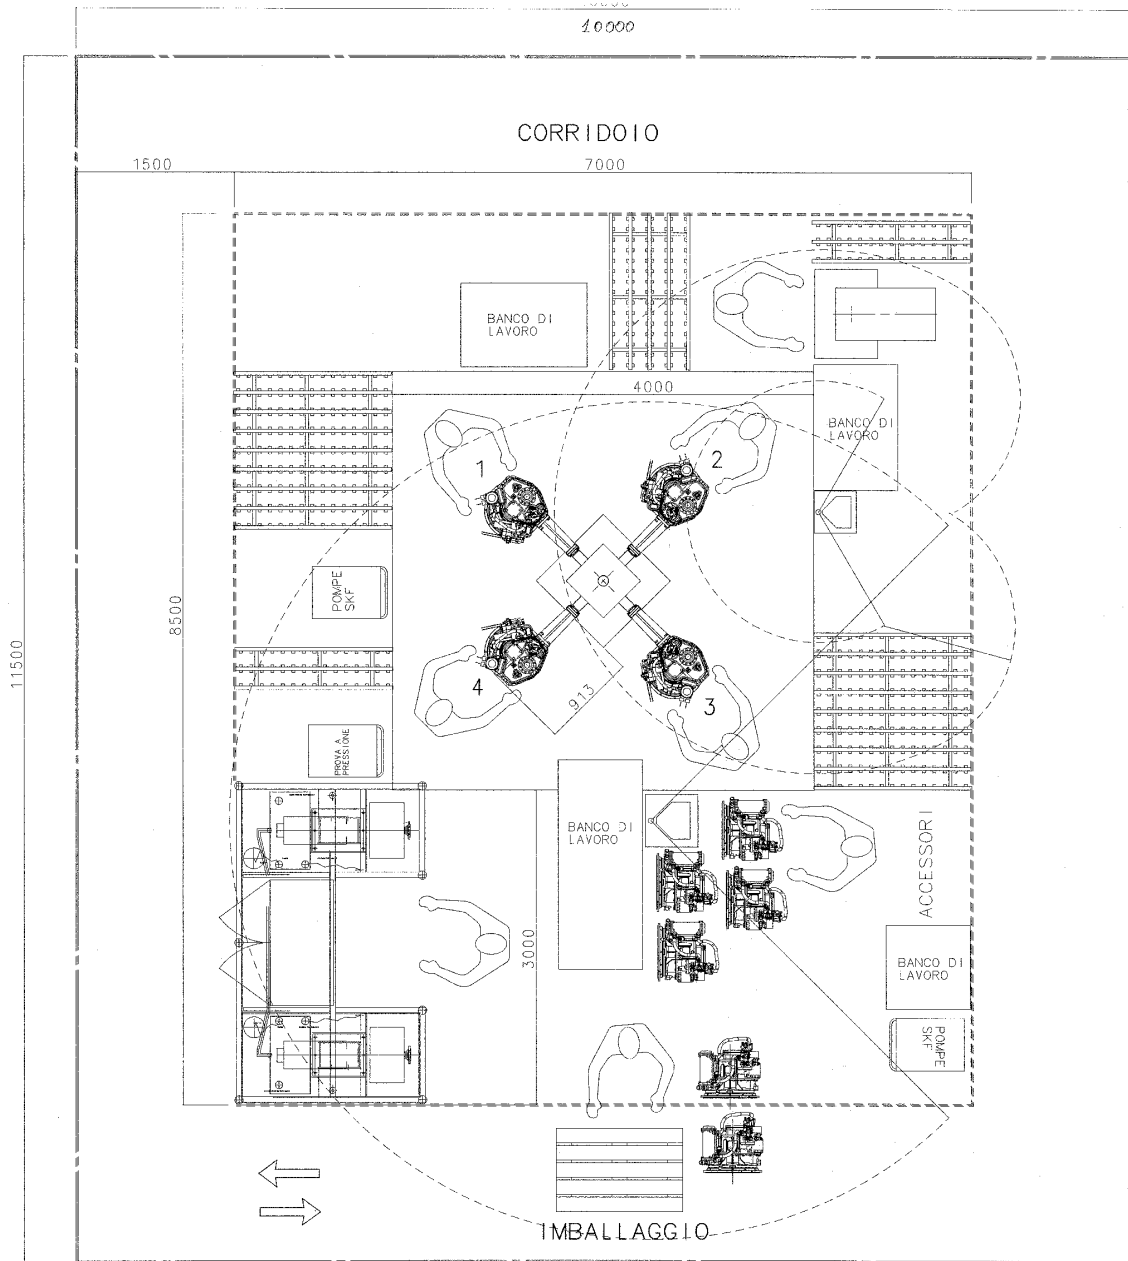 10000
CORRIDOIO
1500
7000
BANCO DI
LAVORO
4000
BANCO DI
LAVORO
1
2
POMPE
SKF
8500
11500
4
913
3
PROVA A
PRESSIONE
BANCO DI
LAVORO
ACCESSORI
3000
BANCO DI
LAVORO
POMPE
SKF
IMBALLAGGIO